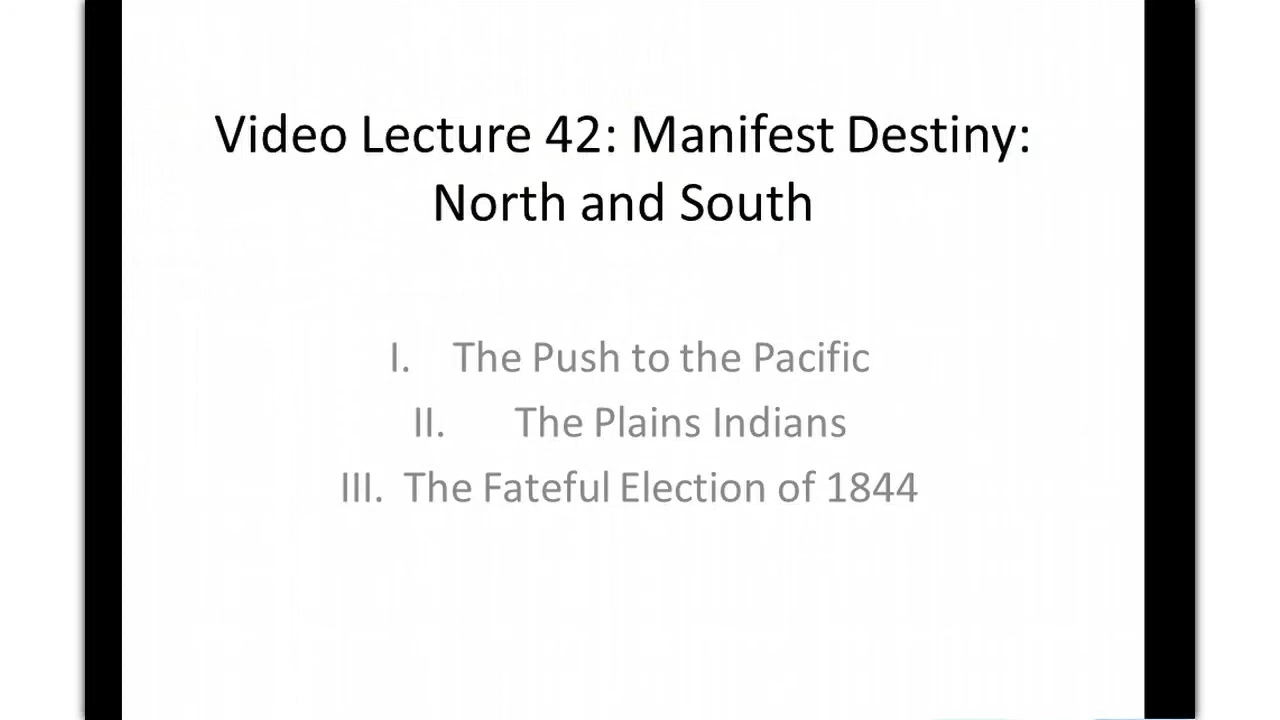 Video Lecture 42: Manifest Destiny:
North and South
I. The Push to the Pacific
II. The Plains Indians
III. The Fateful Election of 1844